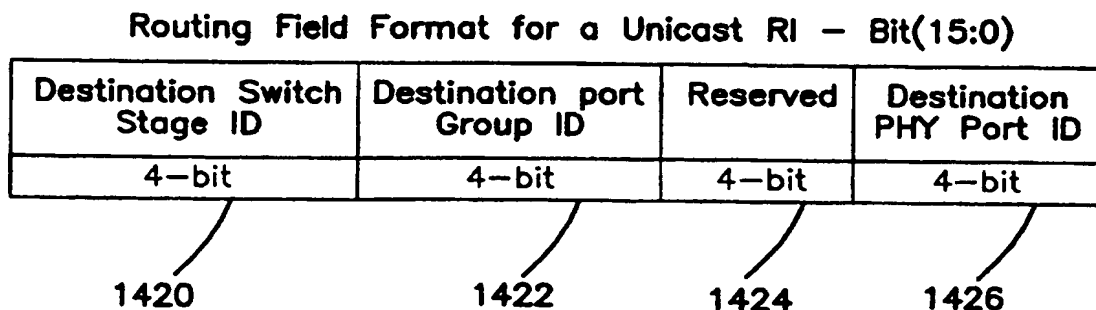 Routing Field Format for a Unicast RI – Bit(15:0)
Destination Switch Stage ID
Destination port Group ID
Reserved
Destination PHY Port ID
4–bit
4–bit
4–bit
4–bit
1420
1422
1424
1426